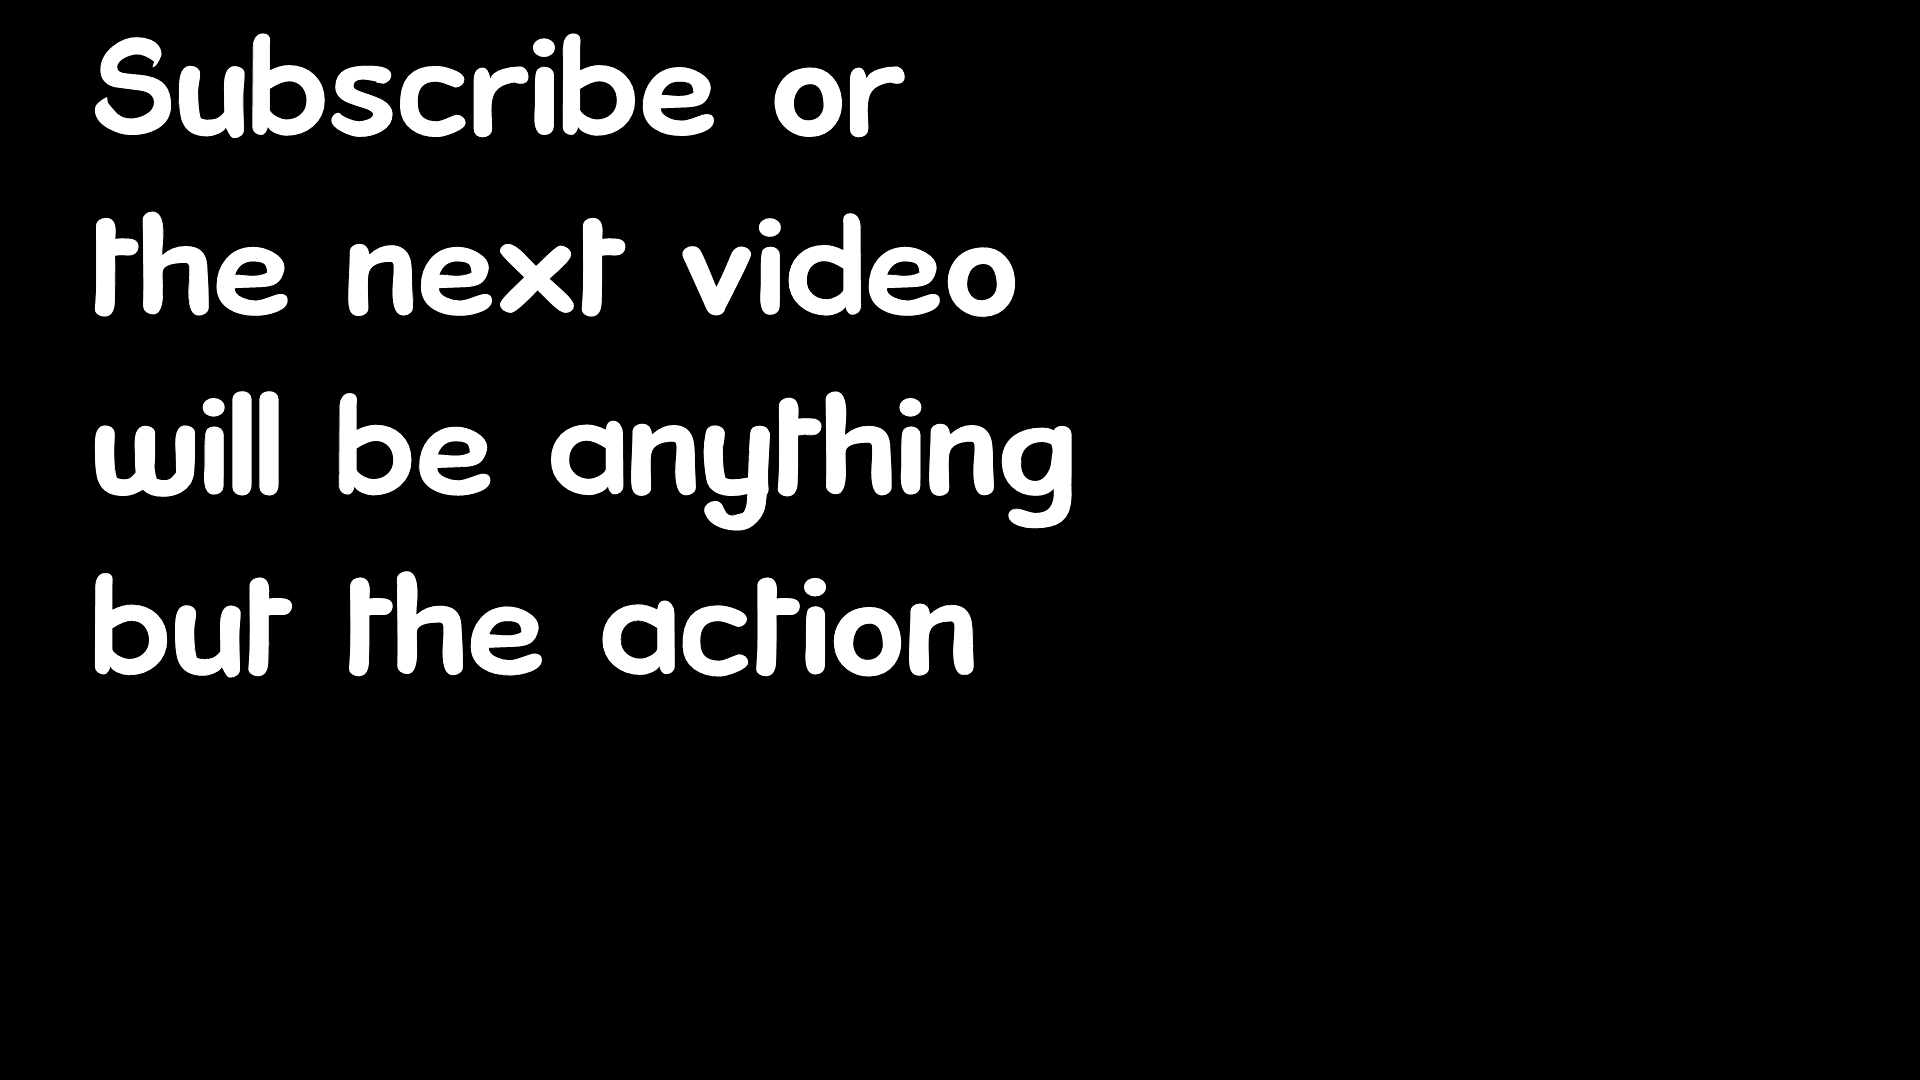 Subscribe or
the next video
will be anything
but the action